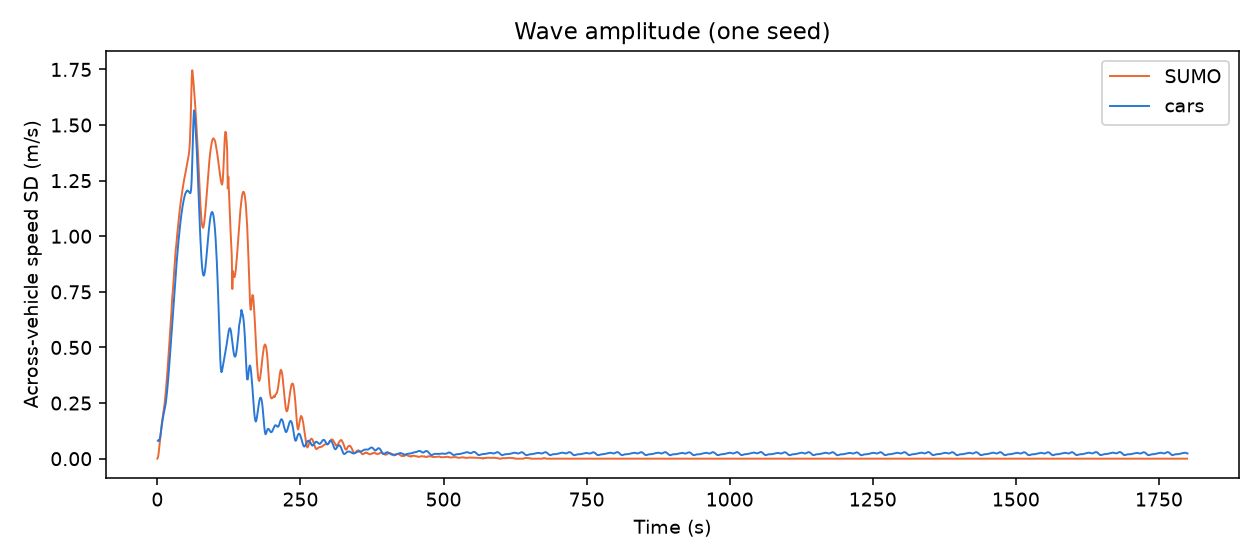 Wave amplitude (one seed)
SUMO
cars
Across-vehicle speed SD (m/s)
1.75
1.50
1.25
1.00
0.75
0.50
0.25
0.00
0 250 500 750 1000 1250 1500 1750
Time (s)